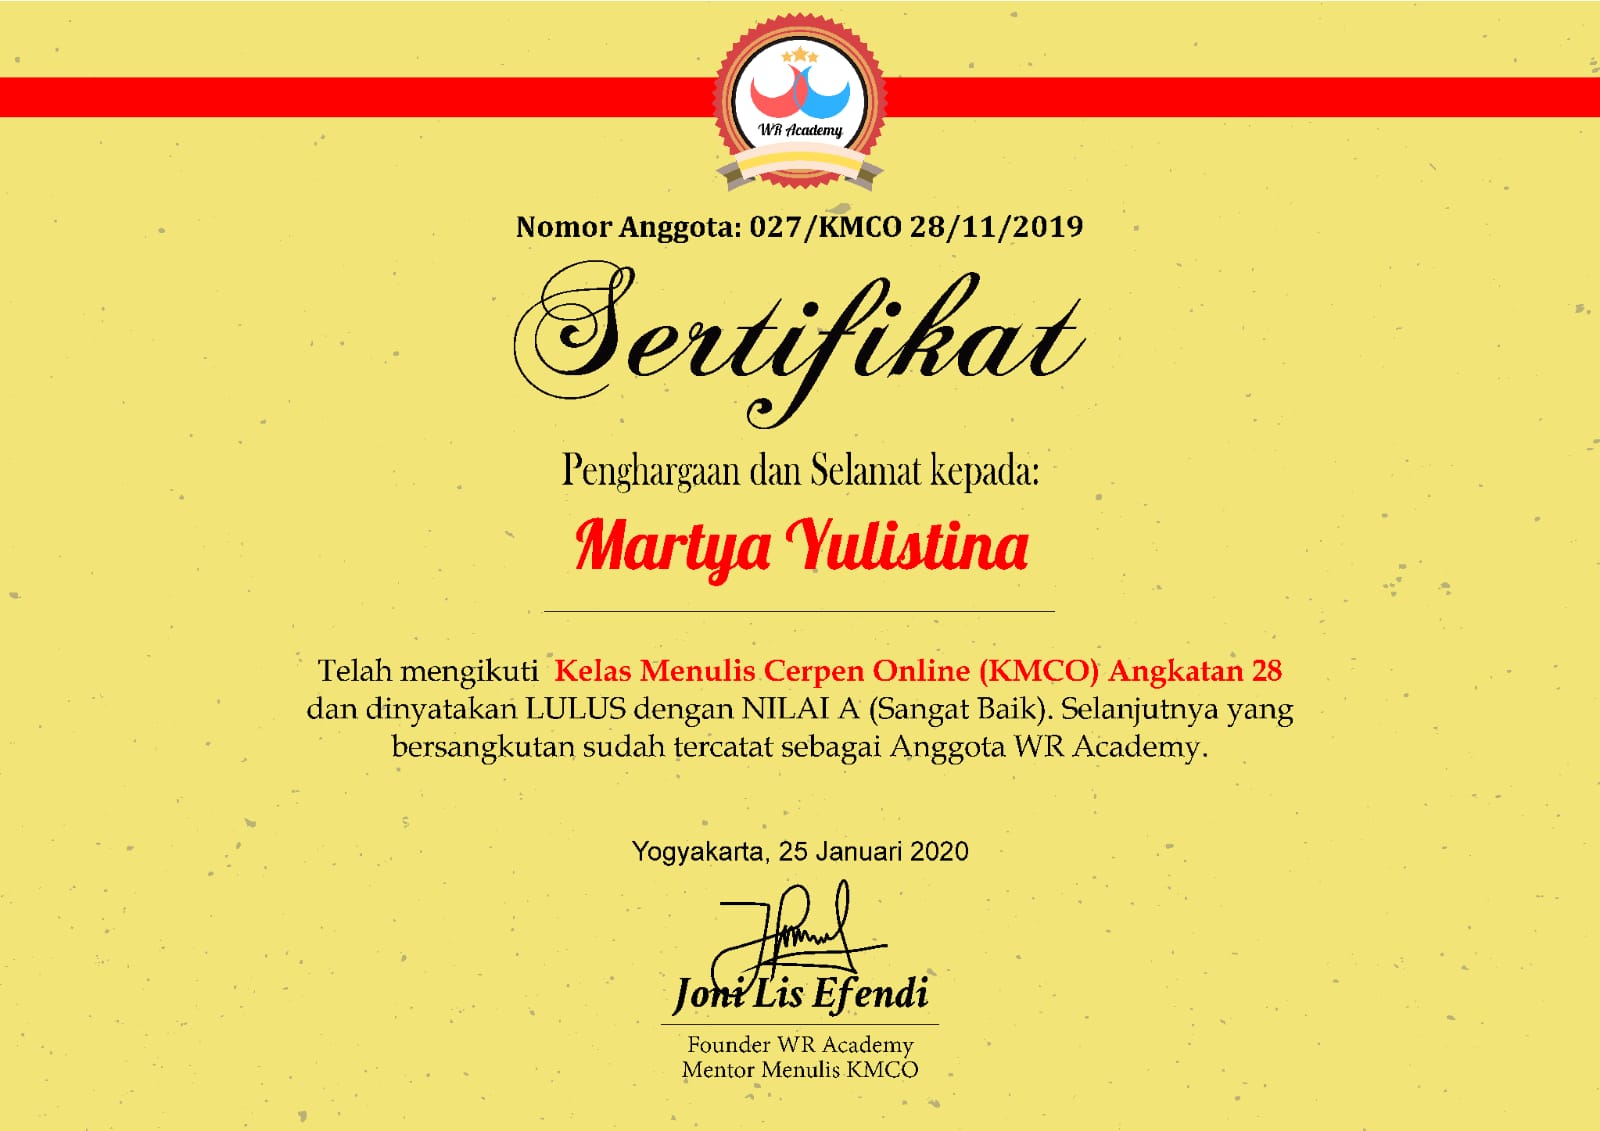 WR Academy
Nomor Anggota: 027/KMCO 28/11/2019
Sertifikat
Penghargaan dan Selamat kepada:
Martya Yulistina
Telah mengikuti Kelas Menulis Cerpen Online (KMCO) Angkatan 28
dan dinyatakan LULUS dengan NILAI A (Sangat Baik). Selanjutnya yang
bersangkutan sudah tercatat sebagai Anggota WR Academy.
Yogyakarta, 25 Januari 2020
Joni Lis Efendi
Founder WR Academy
Mentor Menulis KMCO